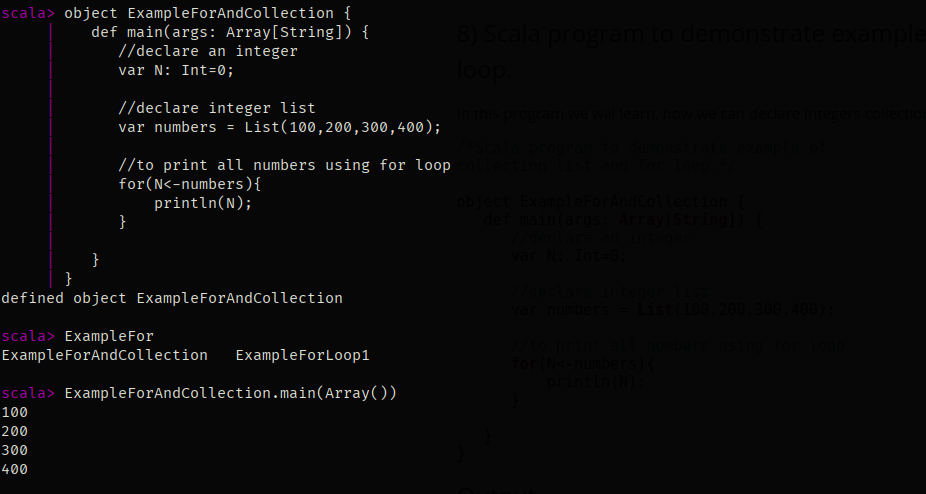 scala> object ExampleForAndCollection {
     |    def main(args: Array[String]) {
     |       //declare an integer
     |       var N: Int=0;
     |
     |       //declare integer list
     |       var numbers = List(100,200,300,400);
     |
     |       //to print all numbers using for loop
     |       for(N<-numbers){
     |           println(N);
     |       }
     |
     |    }
     | }
defined object ExampleForAndCollection
scala> ExampleFor
ExampleForAndCollection   ExampleForLoop1
scala> ExampleForAndCollection.main(Array())
100
200
300
400
8) Scala program to demonstrate example
loop.
In this program we will learn, how we can declare integers collection
/*Scala program to demonstrate example of
collection list and for loop.*/
object ExampleForAndCollection {
   def main(args: Array[String]) {
      //declare an integer
      var N: Int=0;
      //declare integer list
      var numbers = List(100,200,300,400);
      //to print all numbers using for loop
      for(N<-numbers){
          println(N);
      }
   }
}